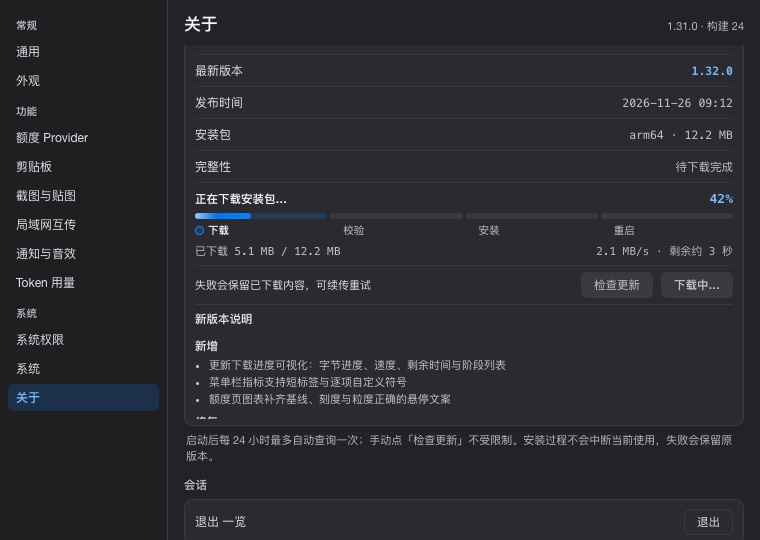 常规
通用
外观
功能
额度 Provider
剪贴板
截图与贴图
局域网互传
通知与音效
Token 用量
系统
系统权限
系统
关于
关于
1.31.0 · 构建 24
最新版本 1.32.0
发布时间 2026-11-26 09:12
安装包 arm64 · 12.2 MB
完整性 待下载完成
正在下载安装包... 42%
下载 校验 安装 重启
已下载 5.1 MB / 12.2 MB 2.1 MB/s · 剩余约 3 秒
失败会保留已下载内容，可续传重试 检查更新 下载中...
新版本说明
新增
• 更新下载进度可视化：字节进度、速度、剩余时间与阶段列表
• 菜单栏指标支持短标签与逐项自定义符号
• 额度页图表补齐基线、刻度与粒度正确的悬停文案
启动后每 24 小时最多自动查询一次；手动点「检查更新」不受限制。安装过程不会中断当前使用，失败会保留原
版本。
会话
退出 一览 退出